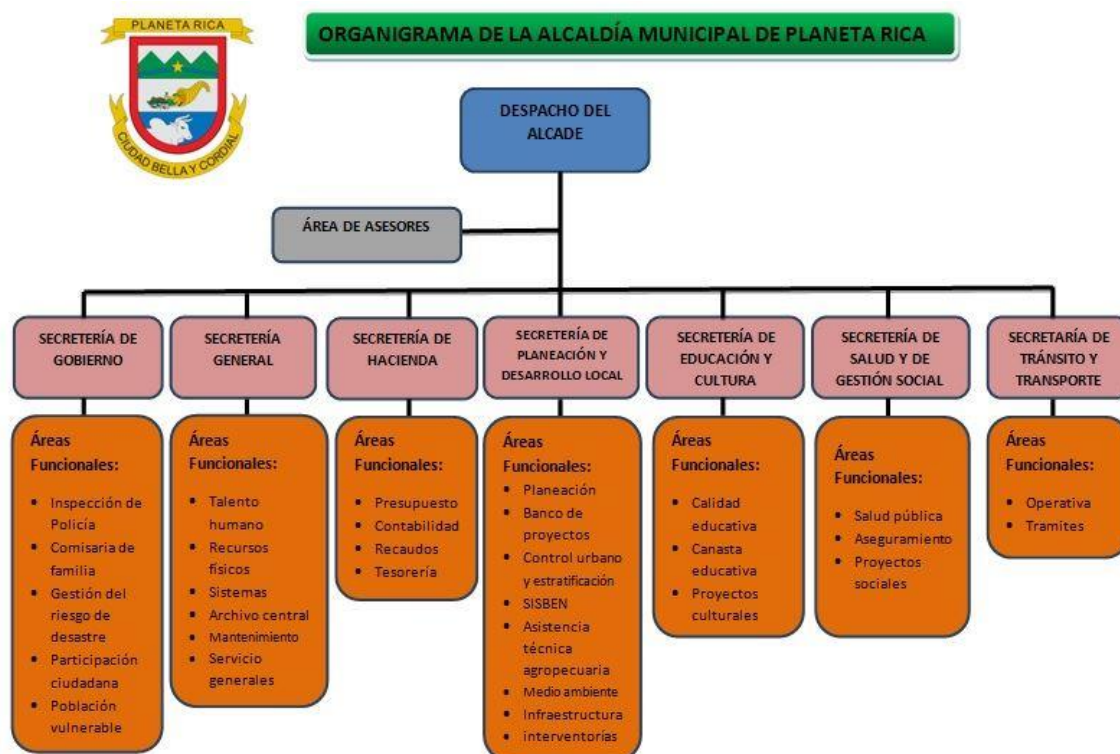 PLANETA RICA
CIUDAD BELLA Y CORDIAL
ORGANIGRAMA DE LA ALCALDÍA MUNICIPAL DE PLANETA RICA
DESPACHO DEL
ALCADE
ÁREA DE ASESORES
SECRETERÍA DE
GOBIERNO
SECRETERÍA
GENERAL
SECRETERÍA DE
HACIENDA
SECRETERÍA DE
PLANEACIÓN Y
DESARROLLO LOCAL
SECRETERÍA DE
EDUCACIÓN Y
CULTURA
SECRETERÍA DE
SALUD Y DE
GESTIÓN SOCIAL
SECRETARÍA DE
TRÁNSITO Y
TRANSPORTE
Áreas
Funcionales:
• Inspección de
Policía
• Comisaria de
familia
• Gestión del
riesgo de
desastre
• Participación
ciudadana
• Población
vulnerable
Áreas
Funcionales:
• Talento
humano
• Recursos
físicos
• Sistemas
• Archivo central
• Mantenimiento
• Servicio
generales
Áreas
Funcionales:
• Presupuesto
• Contabilidad
• Recaudos
• Tesorería
Áreas
Funcionales:
• Planeación
• Banco de
proyectos
• Control urbano
y estratificación
• SISBEN
• Asistencia
técnica
agropecuaria
• Medio ambiente
• Infraestructura
• interventorías
Áreas
Funcionales:
• Calidad
educativa
• Canasta
educativa
• Proyectos
culturales
Áreas
Funcionales:
• Salud pública
• Aseguramiento
• Proyectos
sociales
Áreas
Funcionales:
• Operativa
• Tramites